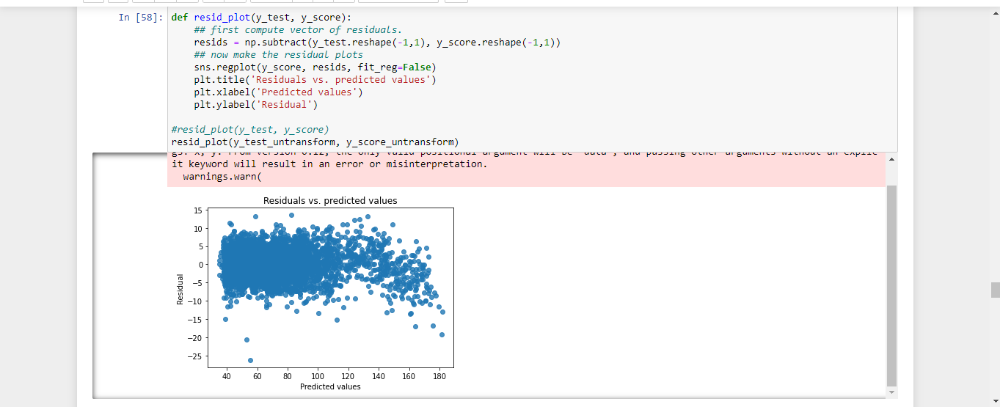 In [58]: def resid_plot(y_test, y_score):
## first compute vector of residuals.
resids = np.subtract(y_test.reshape(-1,1), y_score.reshape(-1,1))
## now make the residual plots
sns.regplot(y_score, resids, fit_reg=False)
plt.title('Residuals vs. predicted values')
plt.xlabel('Predicted values')
plt.ylabel('Residual')
#resid_plot(y_test, y_score)
resid_plot(y_test_untransform, y_score_untransform)
gs: x, y. From version 0.12, the only valid positional argument will be `data`, and passing other arguments without an explic
it keyword will result in an error or misinterpretation.
warnings.warn(
Residuals vs. predicted values
15
10
5
0
−5
−10
−15
−20
−25
Residual
40 60 80 100 120 140 160 180
Predicted values